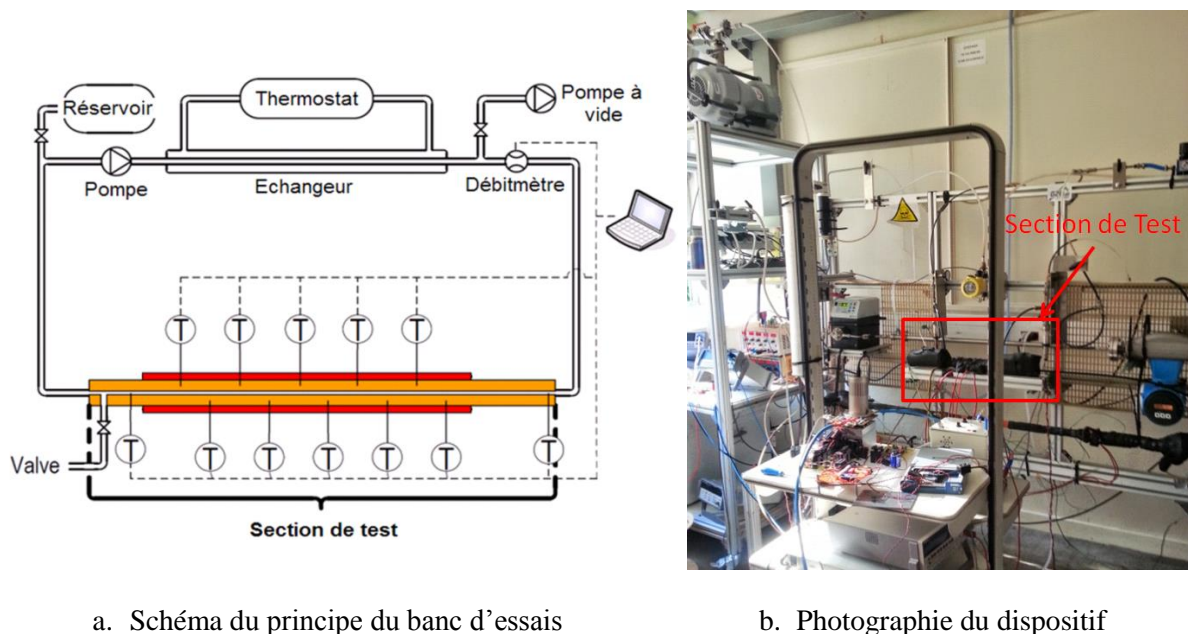 Réservoir
Thermostat
Pompe à
vide
Pompe
Echangeur
Débitmètre
T T T T T
T T T T T T T
Valve
Section de test
Section de Test
a. Schéma du principe du banc d'essais
b. Photographie du dispositif